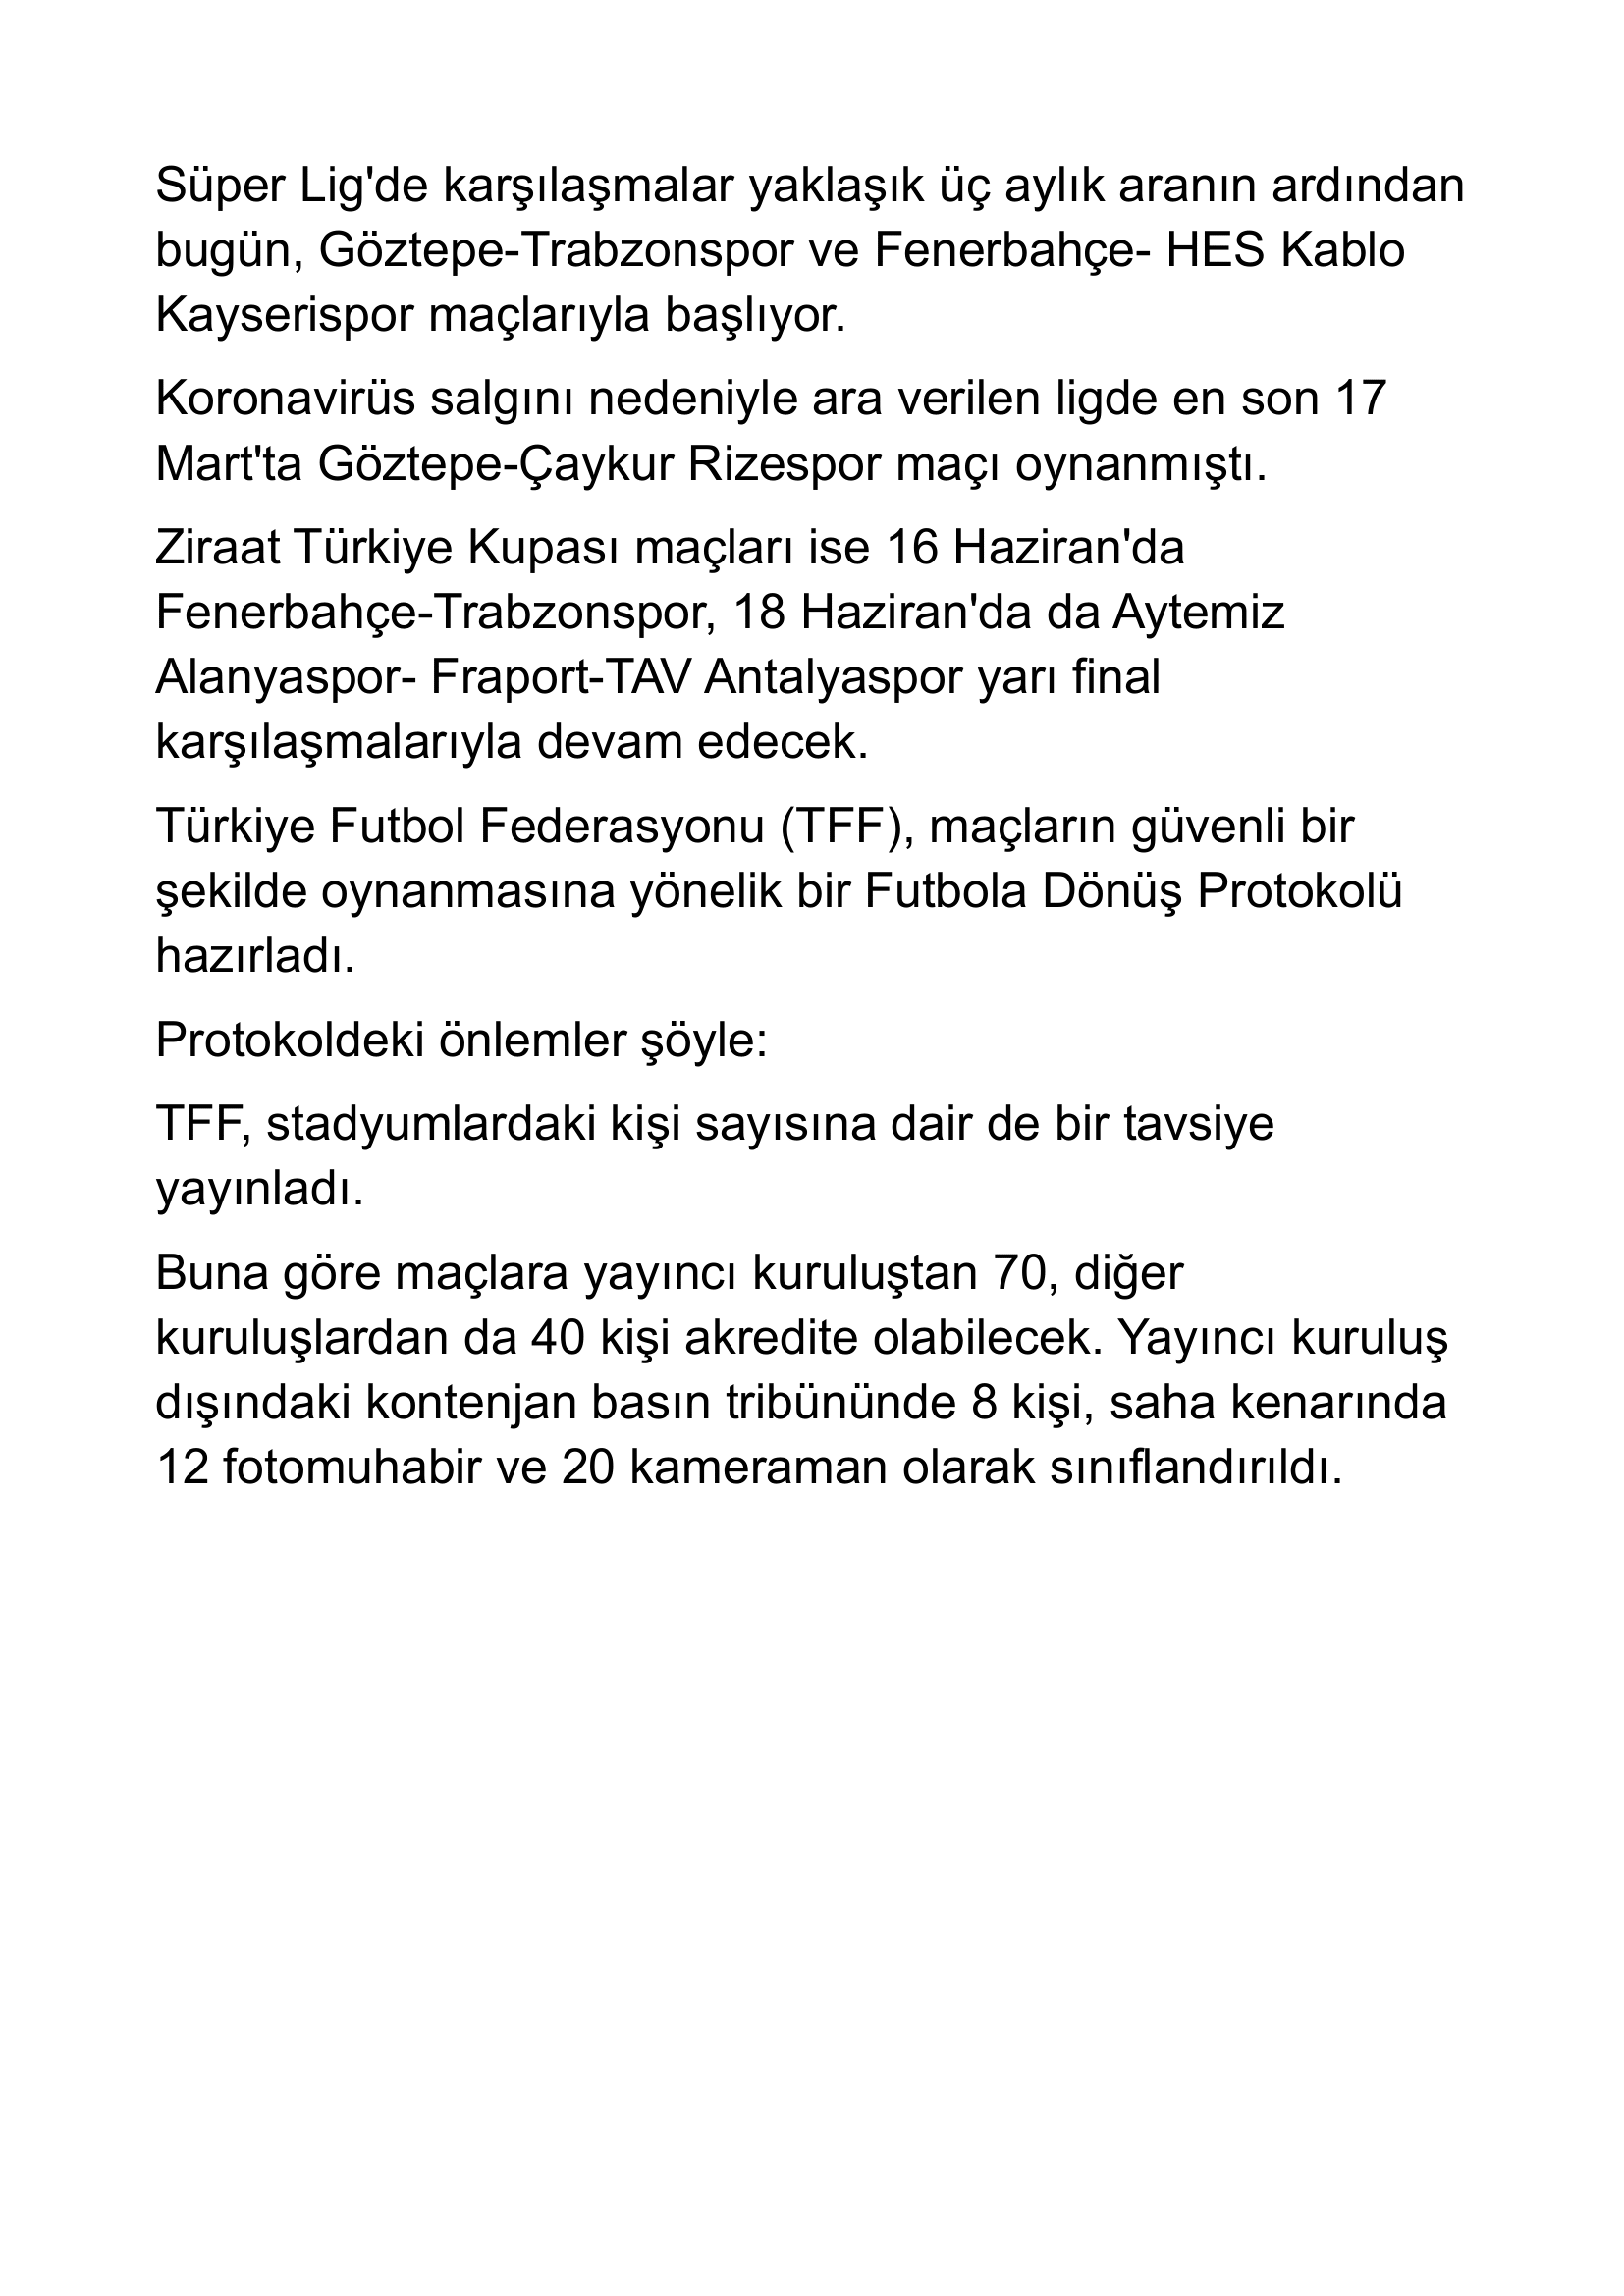 Süper Lig'de karşılaşmalar yaklaşık üç aylık aranın ardından
bugün, Göztepe-Trabzonspor ve Fenerbahçe- HES Kablo
Kayserispor maçlarıyla başlıyor.
Koronavirüs salgını nedeniyle ara verilen ligde en son 17
Mart'ta Göztepe-Çaykur Rizespor maçı oynanmıştı.
Ziraat Türkiye Kupası maçları ise 16 Haziran'da
Fenerbahçe-Trabzonspor, 18 Haziran'da da Aytemiz
Alanyaspor- Fraport-TAV Antalyaspor yarı final
karşılaşmalarıyla devam edecek.
Türkiye Futbol Federasyonu (TFF), maçların güvenli bir
şekilde oynanmasına yönelik bir Futbola Dönüş Protokolü
hazırladı.
Protokoldeki önlemler şöyle:
TFF, stadyumlardaki kişi sayısına dair de bir tavsiye
yayınladı.
Buna göre maçlara yayıncı kuruluştan 70, diğer
kuruluşlardan da 40 kişi akredite olabilecek. Yayıncı kuruluş
dışındaki kontenjan basın tribününde 8 kişi, saha kenarında
12 fotomuhabir ve 20 kameraman olarak sınıflandırıldı.